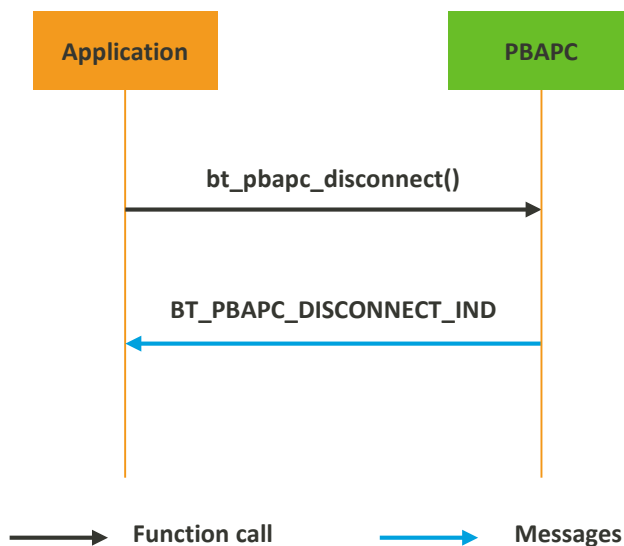 Application
PBAPC
bt_pbapc_disconnect()
BT_PBAPC_DISCONNECT_IND
Function call
Messages